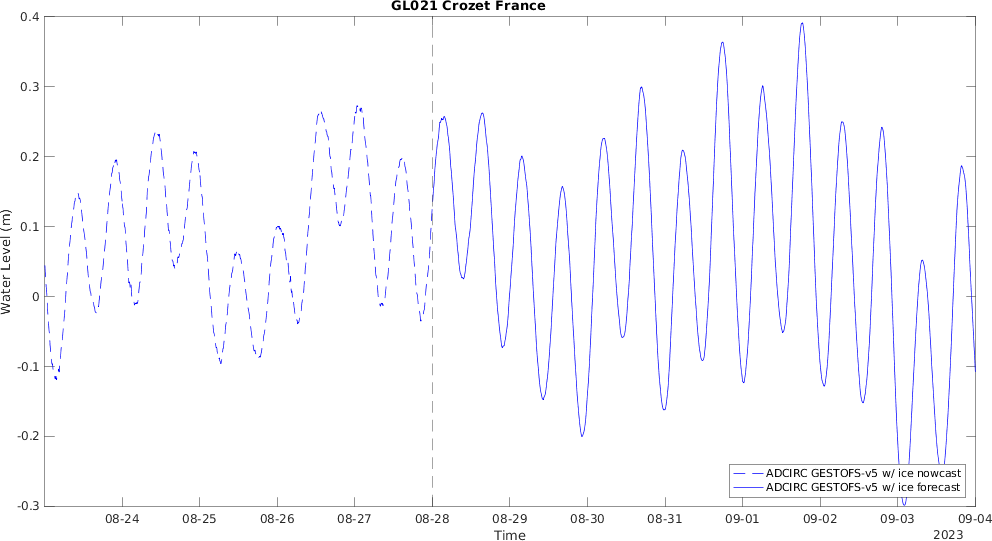 GL021 Crozet France
0.4
0.3
0.2
0.1
0
-0.1
-0.2
-0.3
Water Level (m)
ADCIRC GESTOFS-v5 w/ ice nowcast
ADCIRC GESTOFS-v5 w/ ice forecast
08-24 08-25 08-26 08-27 08-28 08-29 08-30 08-31 09-01 09-02 09-03 09-04
Time
2023